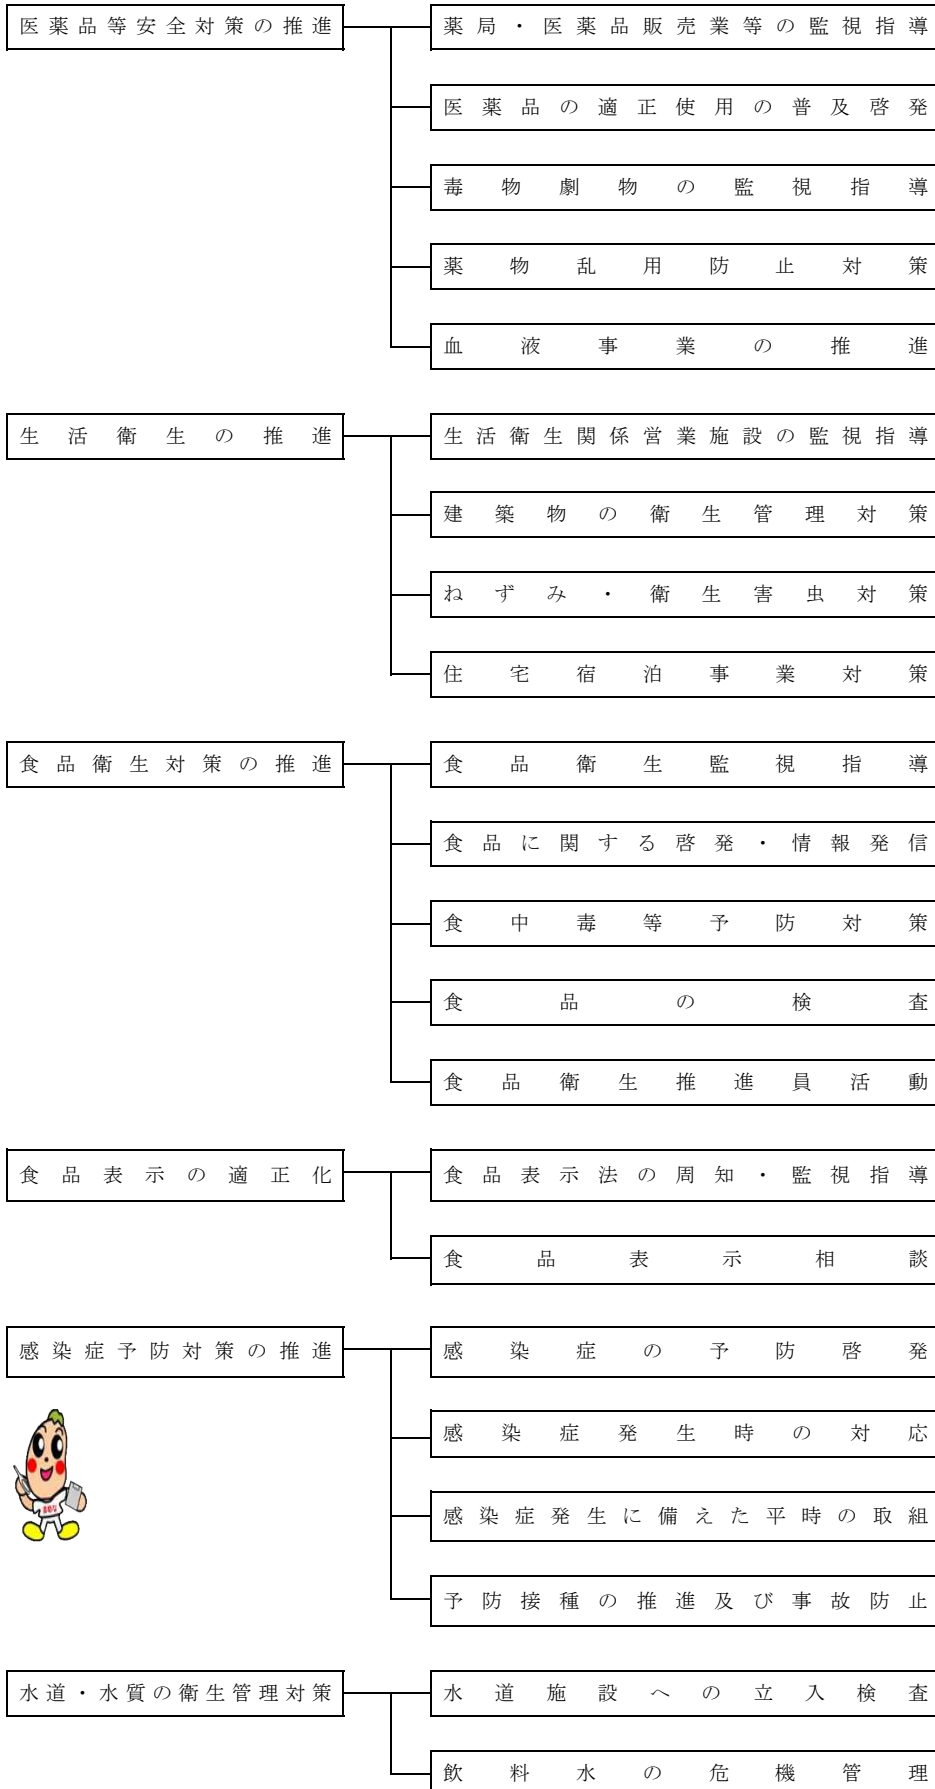 医薬品等安全対策の推進
薬局・医薬品販売業等の監視指導
医薬品の適正使用の普及啓発
毒物劇物の監視指導
薬物乱用防止対策
血液事業の推進
生活衛生の推進
生活衛生関係営業施設の監視指導
建築物の衛生管理対策
ねずみ・衛生害虫対策
住宅宿泊事業対策
食品衛生対策の推進
食品衛生監視指導
食品に関する啓発・情報発信
食中毒等予防対策
食品の検査
食品衛生推進員活動
食品表示の適正化
食品表示法の周知・監視指導
食品表示相談
感染症予防対策の推進
感染症の予防啓発
感染症発生時の対応
感染症発生に備えた平時の取組
予防接種の推進及び事故防止
水道・水質の衛生管理対策
水道施設への立入検査
飲料水の危機管理